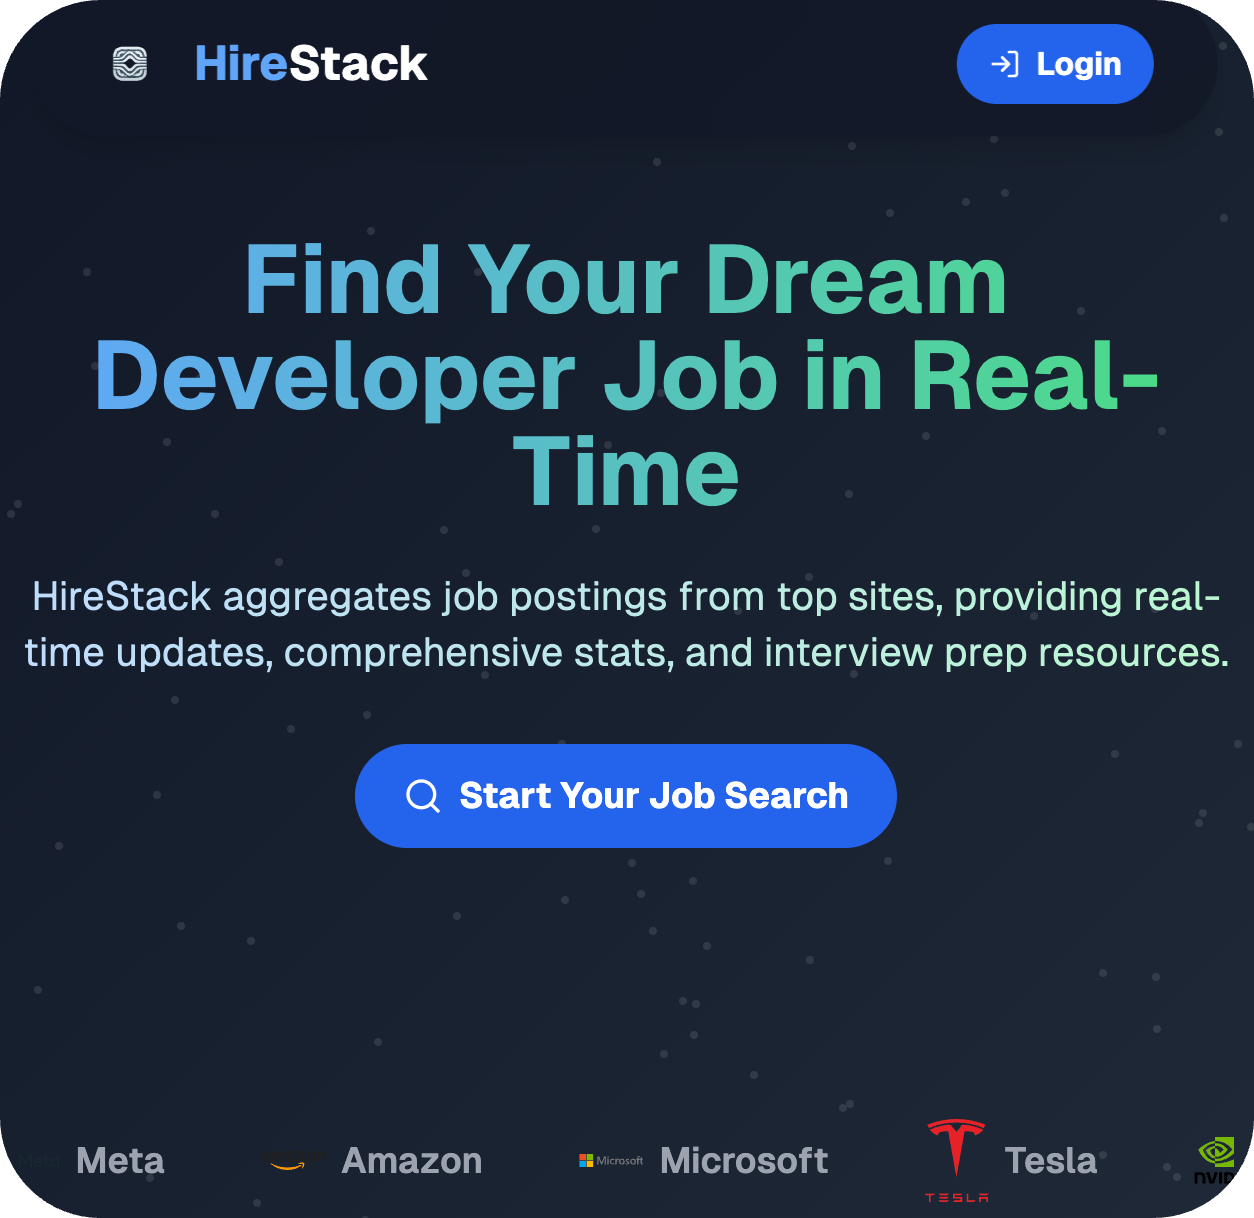 HireStack
Login
Find Your Dream
Developer Job in Real-
Time
HireStack aggregates job postings from top sites, providing real-
time updates, comprehensive stats, and interview prep resources.
Start Your Job Search
Meta Meta
Amazon
Microsoft Microsoft
TESLA Tesla